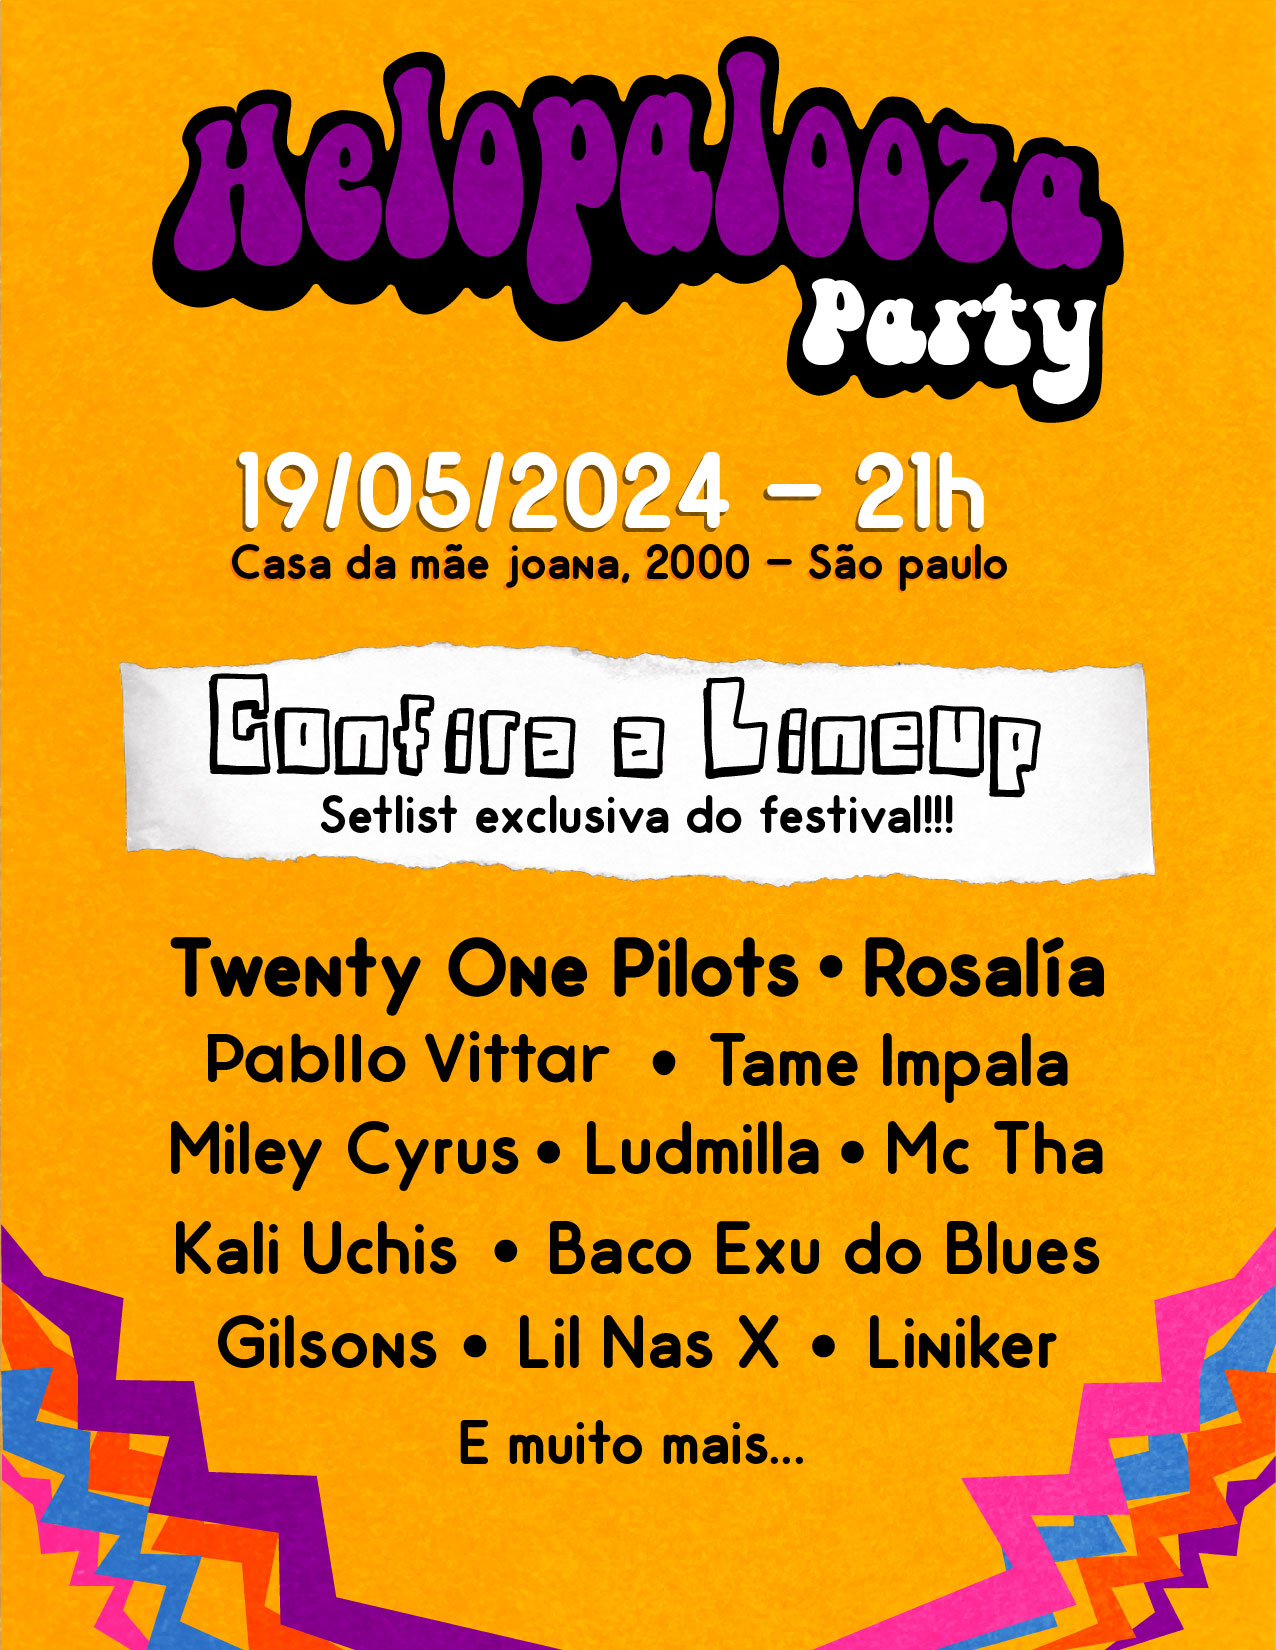 Helopalooza
Party
19/05/2024 - 21h
Casa da mãe joana, 2000 - São paulo
Confira a Lineup
Setlist exclusiva do festival!!!
Twenty One Pilots • Rosalía
Pabllo Vittar • Tame Impala
Miley Cyrus • Ludmilla • Mc Tha
Kali Uchis • Baco Exu do Blues
Gilsons • Lil Nas X • Liniker
E muito mais...